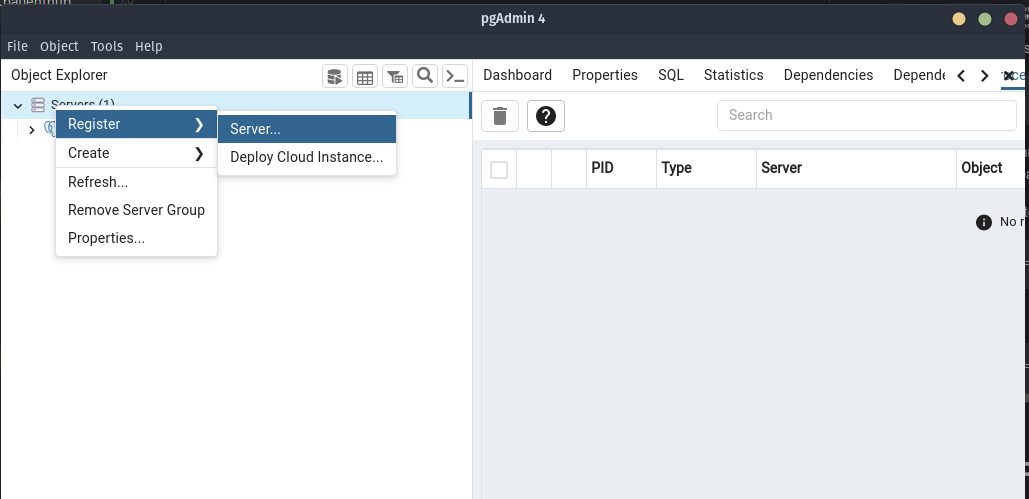 pgAdmin 4
File Object Tools Help
Object Explorer
Dashboard Properties SQL Statistics Dependencies Depende
Servers (1)
Register
Server...
Deploy Cloud Instance...
Create
Refresh...
Remove Server Group
Properties...
Search
PID Type Server Object
No r